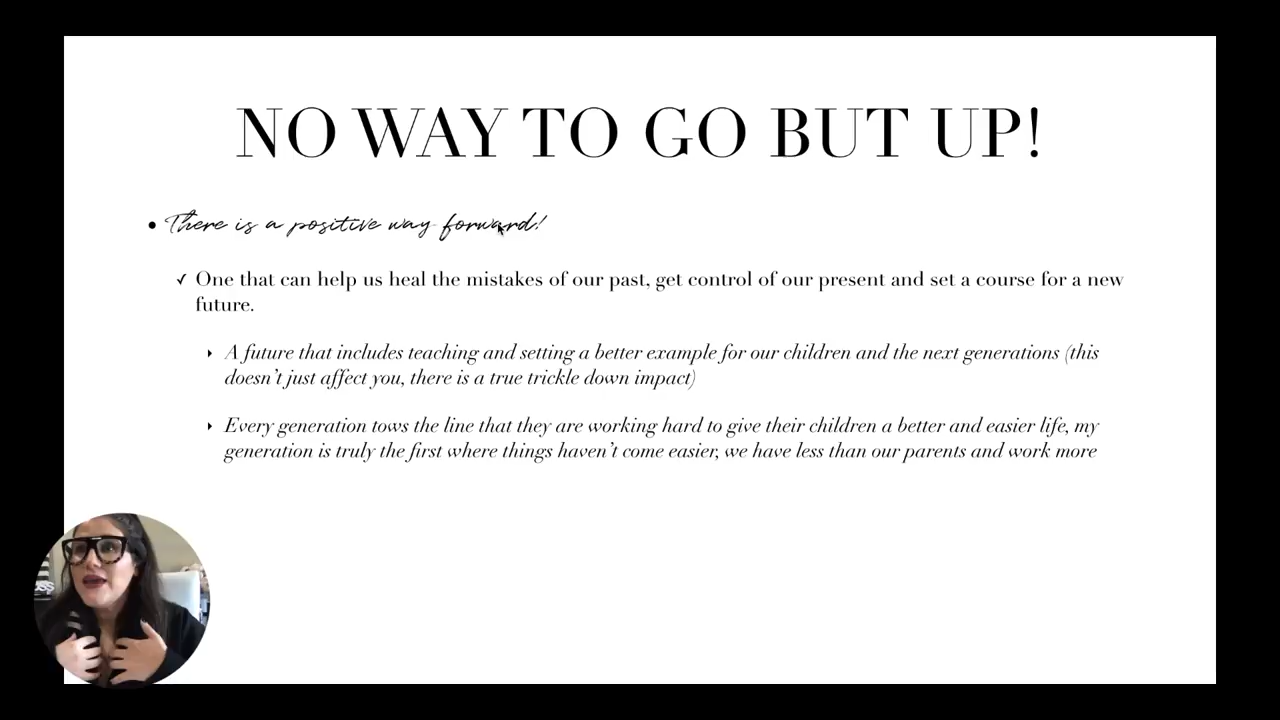 NO WAY TO GO BUT UP!
• There is a positive way forward!
✓ One that can help us heal the mistakes of our past, get control of our present and set a course for a new
future.
‣ A future that includes teaching and setting a better example for our children and the next generations (this
doesn’t just affect you, there is a true trickle down impact)
‣ Every generation tows the line that they are working hard to give their children a better and easier life, my
generation is truly the first where things haven’t come easier, we have less than our parents and work more